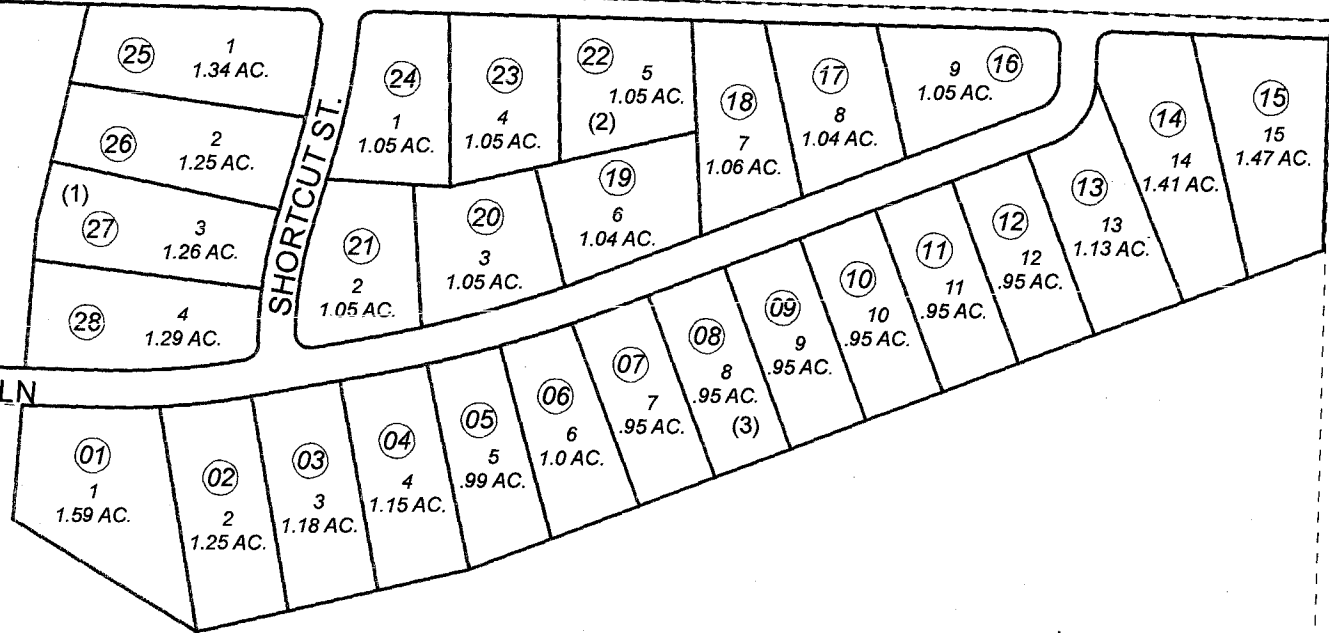 25
1
1.34 AC.
26
2
1.25 AC.
(1)
27
3
1.26 AC.
28
4
1.29 AC.
SHORTCUT ST.
24
1
1.05 AC.
23
4
1.05 AC.
22
5
1.05 AC.
(2)
18
7
1.06 AC.
17
8
1.04 AC.
16
9
1.05 AC.
21
2
1.05 AC.
20
3
1.05 AC.
19
6
1.04 AC.
LN
01
1
1.59 AC.
02
2
1.25 AC.
03
3
1.18 AC.
04
4
1.15 AC.
05
5
.99 AC.
06
6
1.0 AC.
07
7
.95 AC.
08
8
.95 AC.
(3)
09
9
.95 AC.
10
10
.95 AC.
11
11
.95 AC.
12
12
.95 AC.
13
13
1.13 AC.
14
14
1.41 AC.
15
15
1.47 AC.